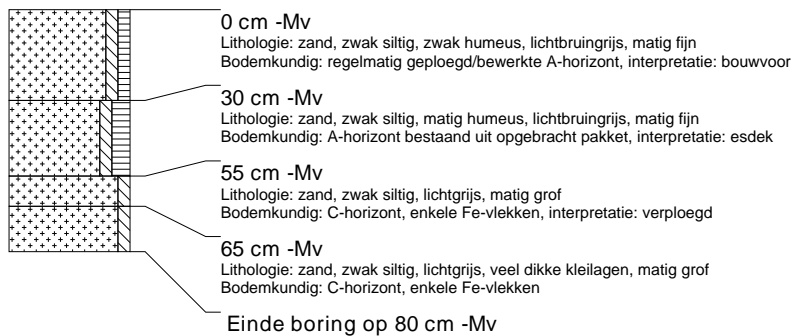 0 cm -Mv
Lithologie: zand, zwak siltig, zwak humeus, lichtbruingrijs, matig fijn
Bodemkundig: regelmatig geploegd/bewerkte A-horizont, interpretatie: bouwvoor
30 cm -Mv
Lithologie: zand, zwak siltig, matig humeus, lichtbruingrijs, matig fijn
Bodemkundig: A-horizont bestaand uit opgebracht pakket, interpretatie: esdek
55 cm -Mv
Lithologie: zand, zwak siltig, lichtgrijs, matig grof
Bodemkundig: C-horizont, enkele Fe-vlekken, interpretatie: verploegd
65 cm -Mv
Lithologie: zand, zwak siltig, lichtgrijs, veel dikke kleilagen, matig grof
Bodemkundig: C-horizont, enkele Fe-vlekken
Einde boring op 80 cm -Mv